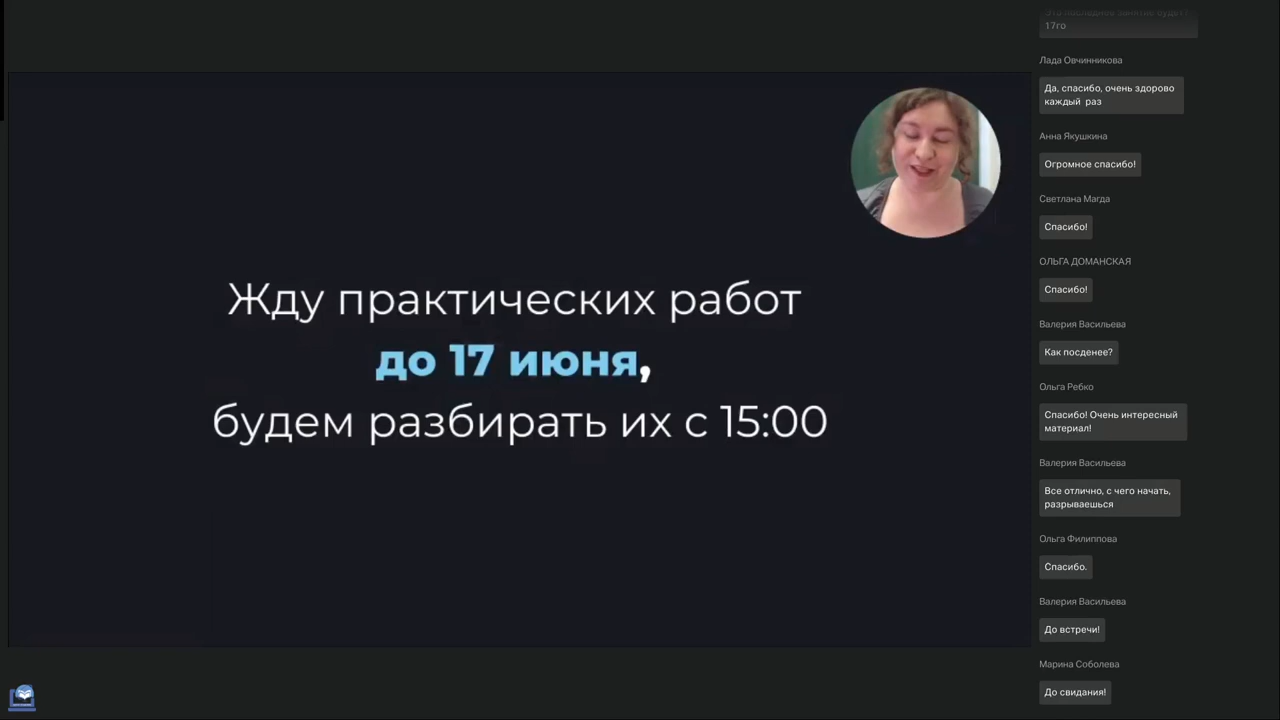 Жду практических работ
до 17 июня,
будем разбирать их с 15:00
17го
Лада Овчинникова
Да, спасибо, очень здорово
каждый раз
Анна Якушкина
Огромное спасибо!
Светлана Магда
Спасибо!
ОЛЬГА ДОМАНСКАЯ
Спасибо!
Валерия Васильева
Как посденее?
Ольга Ребко
Спасибо! Очень интересный
материал!
Валерия Васильева
Все отлично, с чего начать,
разрываешься
Ольга Филиппова
Спасибо.
Валерия Васильева
До встречи!
Марина Соболева
До свидания!